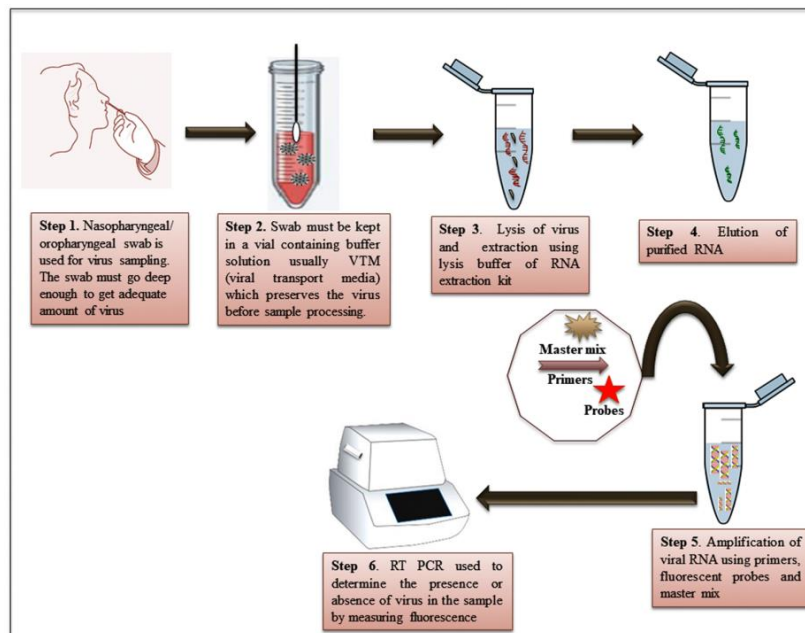 Step 1. Nasopharyngeal/
oropharyngeal swab is
used for virus sampling.
The swab must go deep
enough to get adequate
amount of virus
Step 2. Swab must be kept
in a vial containing buffer
solution usually VTM
(viral transport media)
which preserves the virus
before sample processing.
Step 3. Lysis of virus
and extraction using
lysis buffer of RNA
extraction kit
Step 4. Elution of
purified RNA
Master mix
Primers
Probes
Step 5. Amplification of
viral RNA using primers,
fluorescent probes and
master mix
Step 6. RT PCR used to
determine the presence or
absence of virus in the sample
by measuring fluorescence